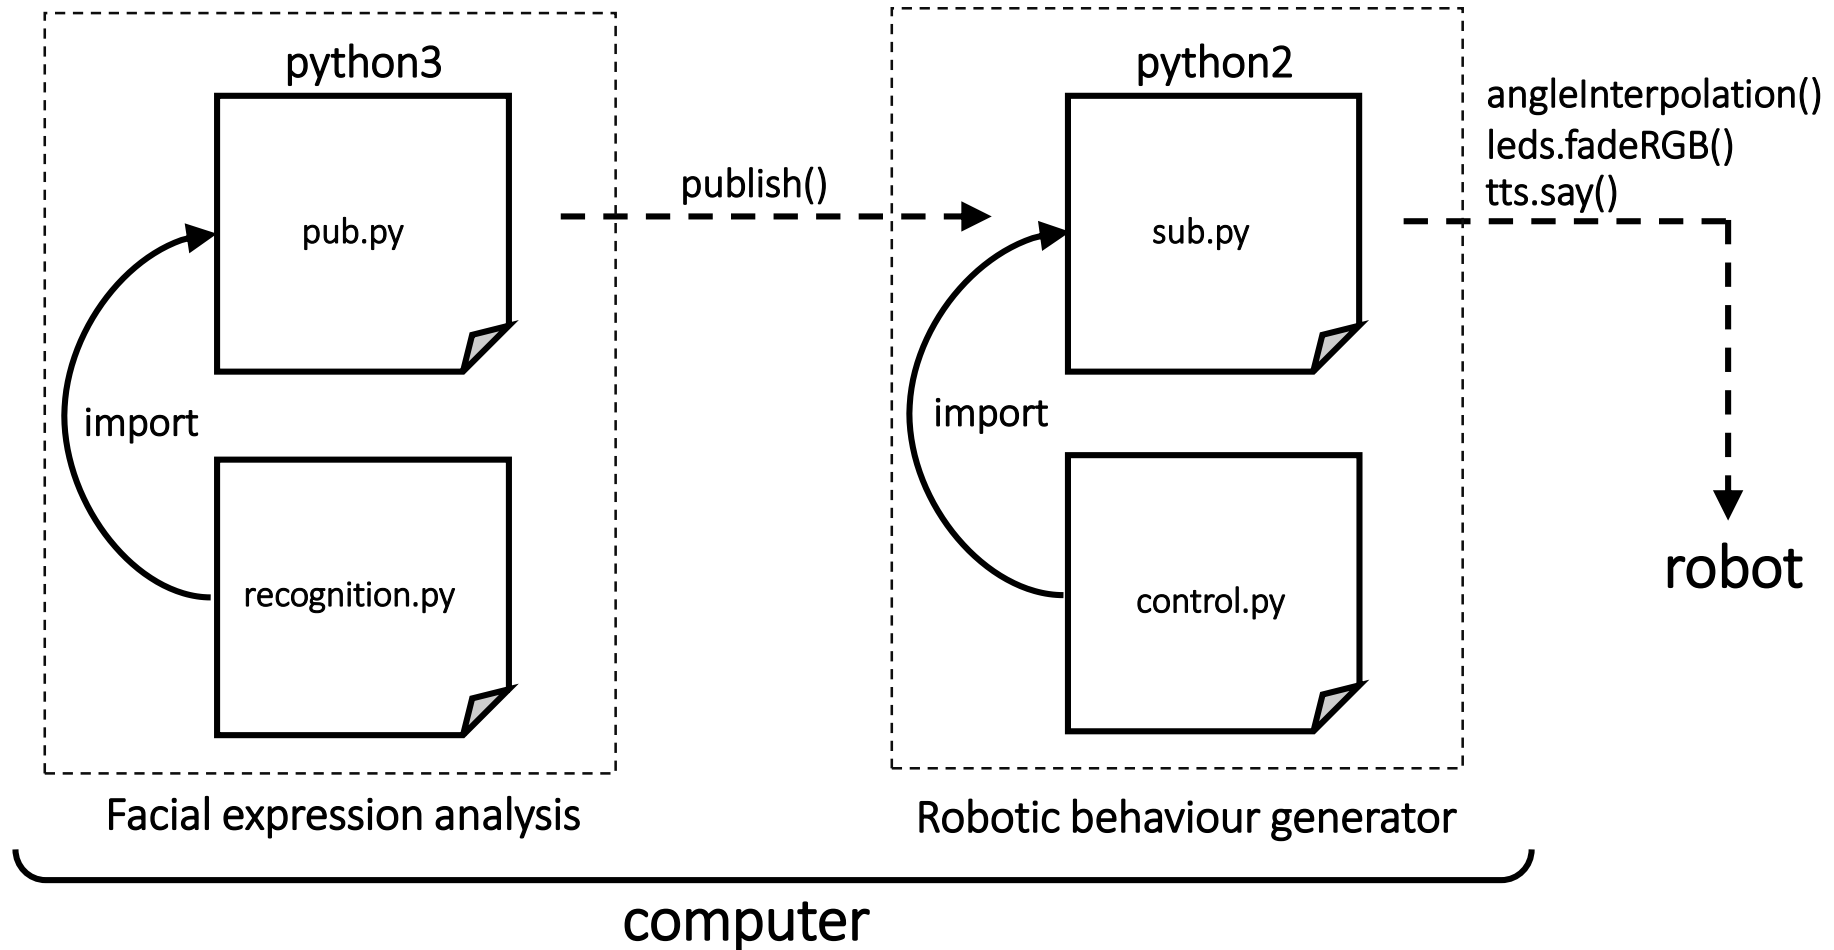 python3
pub.py
import
recognition.py
Facial expression analysis
publish()
python2
sub.py
import
control.py
Robotic behaviour generator
angleInterpolation()
leds.fadeRGB()
tts.say()
robot
computer